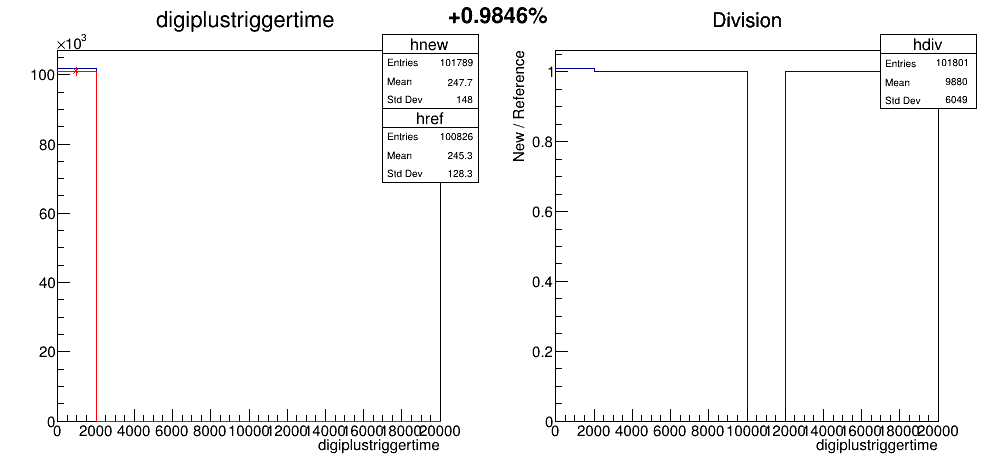 digiplustriggertime
+0.9846%
Division
×10³
hnew
Entries 101789
Mean 247.7
Std Dev 148
href
Entries 100826
Mean 245.3
Std Dev 128.3
100
80
60
40
20
0
0 2000 4000 6000 8000 10000 12000 14000 16000 18000 20000
digiplustriggertime
hdiv
Entries 101801
Mean 9880
Std Dev 6049
New / Reference
1
0.8
0.6
0.4
0.2
0
0 2000 4000 6000 8000 10000 12000 14000 16000 18000 20000
digiplustriggertime